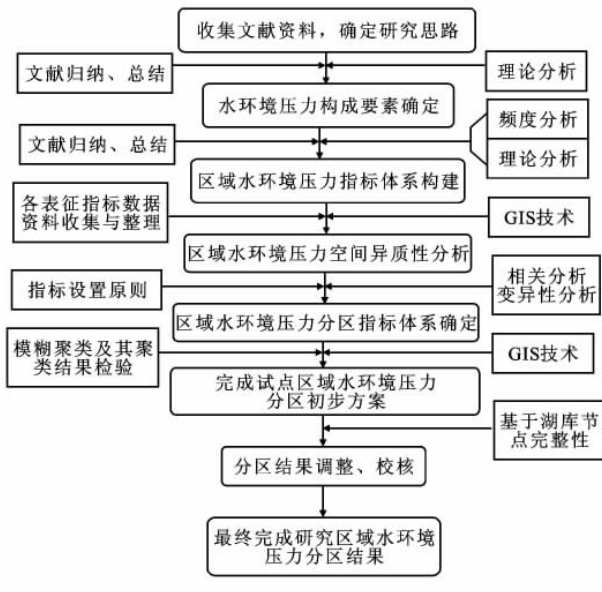 收集文献资料，确定研究思路
文献归纳、总结
理论分析
水环境压力构成要素确定
频度分析
文献归纳、总结
理论分析
区域水环境压力指标体系构建
各表征指标数据
资料收集与整理
GIS技术
区域水环境压力空间异质性分析
指标设置原则
相关分析
变异性分析
区域水环境压力分区指标体系确定
模糊聚类及其聚
类结果检验
GIS技术
完成试点区域水环境压力
分区初步方案
基于湖库节
点完整性
分区结果调整、校核
最终完成研究区域水环境
压力分区结果